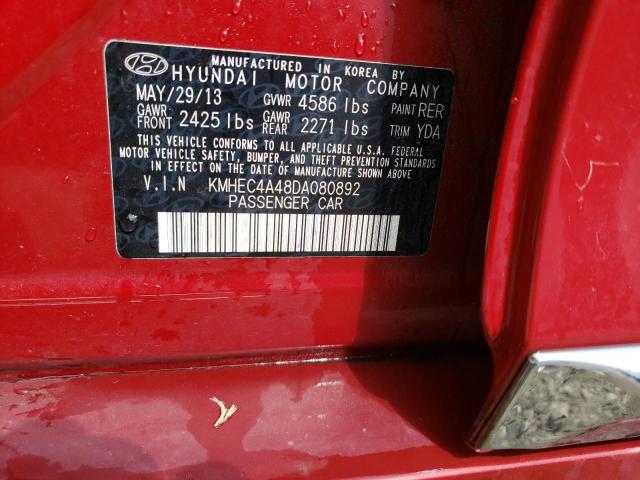 MANUFACTURED IN KOREA BY
HYUNDAI MOTOR COMPANY
MAY/29/13 GVWR 4586 lbs PAINT RER
GAWR FRONT 2425 lbs GAWR REAR 2271 lbs TRIM YDA
THIS VEHICLE CONFORMS TO ALL APPLICABLE U.S.A. FEDERAL
MOTOR VEHICLE SAFETY, BUMPER, AND THEFT PREVENTION STANDARDS
IN EFFECT ON THE DATE OF MANUFACTURE SHOWN ABOVE.
V.I.N KMHEC4A48DA080892
PASSENGER CAR